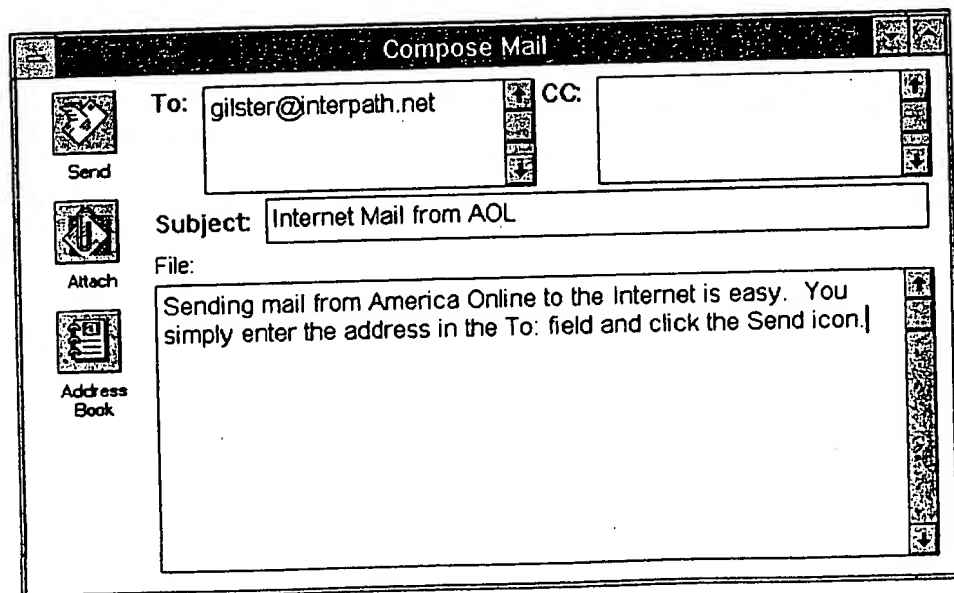 Compose Mail
To: gilster@interpath.net CC:
Send
Subject: Internet Mail from AOL
Attach
File:
Sending mail from America Online to the Internet is easy. You
simply enter the address in the To: field and click the Send icon.
Address
Book